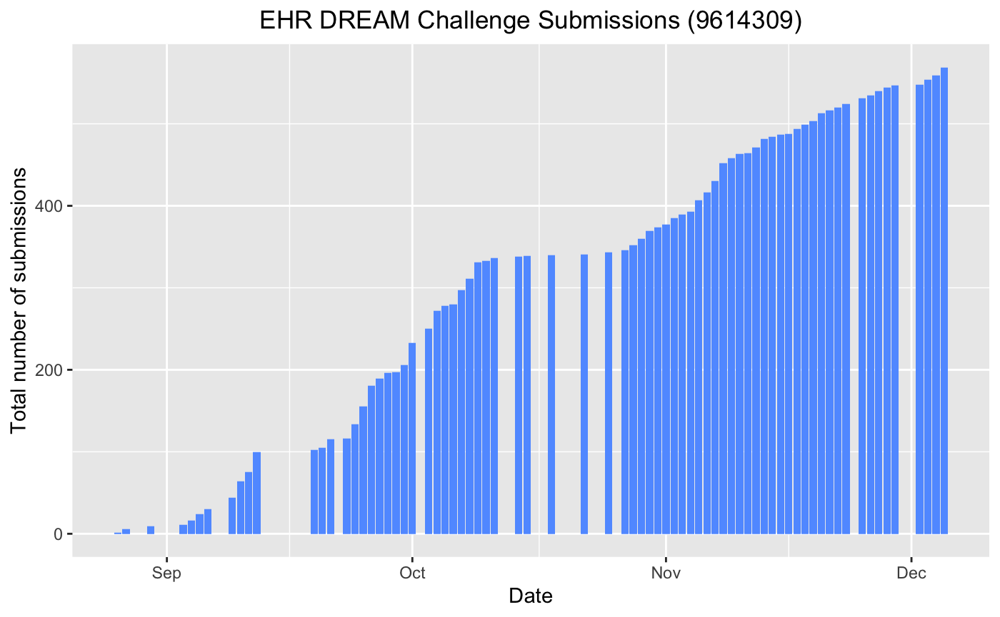 EHR DREAM Challenge Submissions (9614309)
Total number of submissions
400
200
0
Sep
Oct
Nov
Dec
Date